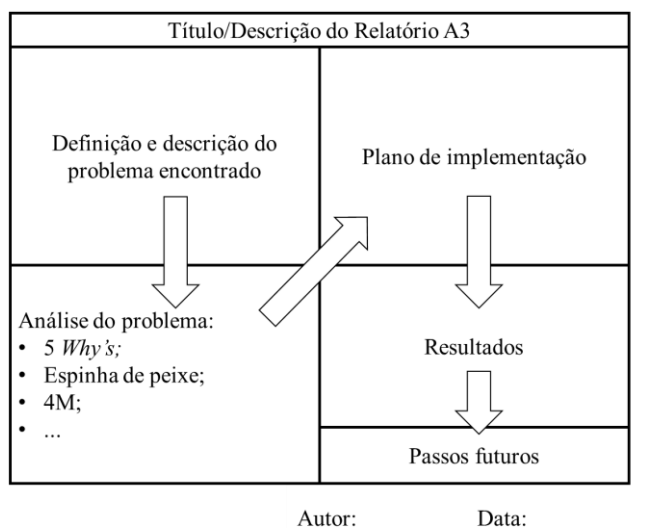 Título/Descrição do Relatório A3
Definição e descrição do
problema encontrado
Análise do problema:
• 5 Why's;
• Espinha de peixe;
• 4M;
• ...
Plano de implementação
Resultados
Passos futuros
Autor: Data: